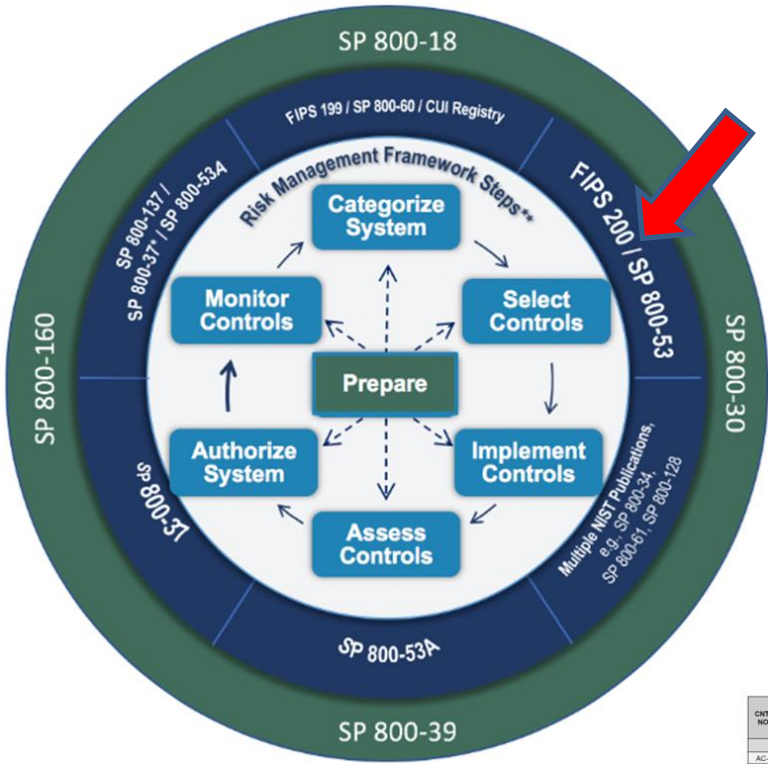 SP 800-18
FIPS 199 / SP 800-60 / CUI Registry
FIPS 200 / SP 800-53
SP 800-137 /
SP 800-37* / SP 800-53A
Risk Management Framework Steps**
Categorize
System
Monitor
Controls
Select
Controls
Prepare
SP 800-160
SP 800-30
Authorize
System
Implement
Controls
Assess
Controls
SP 800-37
Multiple NIST Publications,
e.g., SP 800-34,
SP 800-61, SP 800-128
SP 800-53A
SP 800-39
CNT
NO
AC-